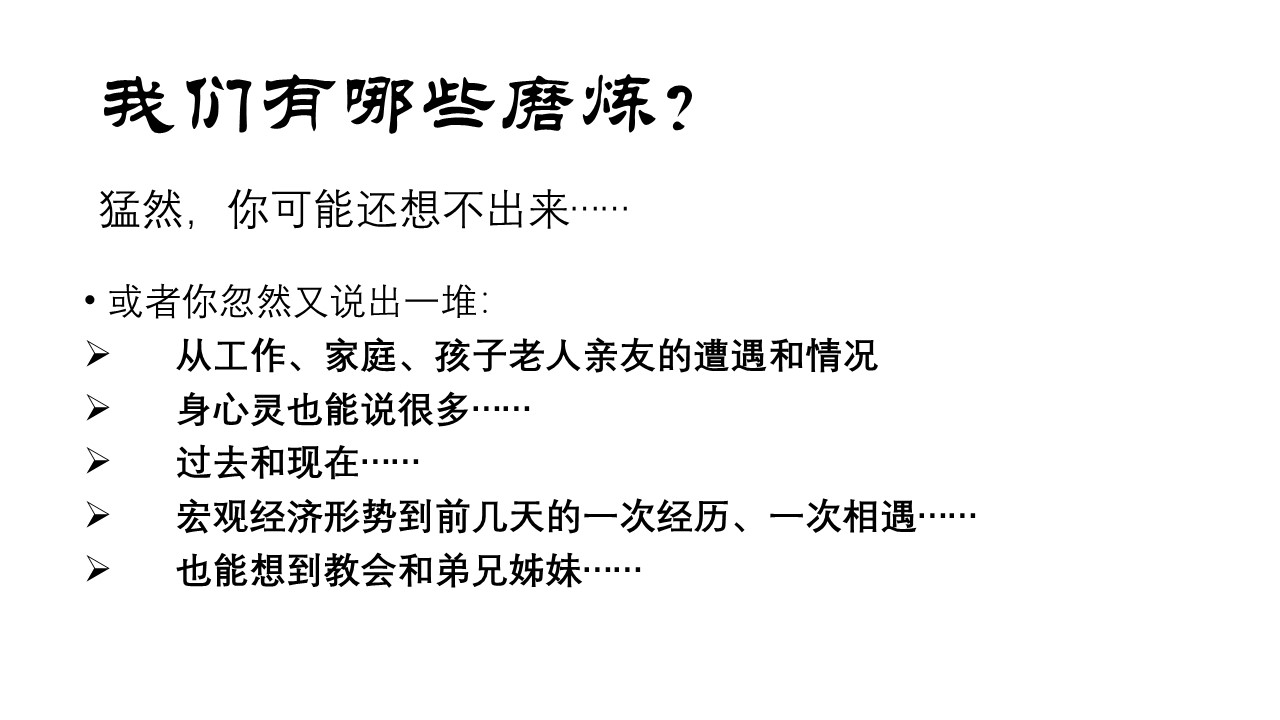 我们有哪些磨炼？
猛然，你可能还想不出来……
• 或者你忽然又说出一堆：
➢ 从工作、家庭、孩子老人亲友的遭遇和情况
➢ 身心灵也能说很多……
➢ 过去和现在……
➢ 宏观经济形势到前几天的一次经历、一次相遇……
➢ 也能想到教会和弟兄姊妹……